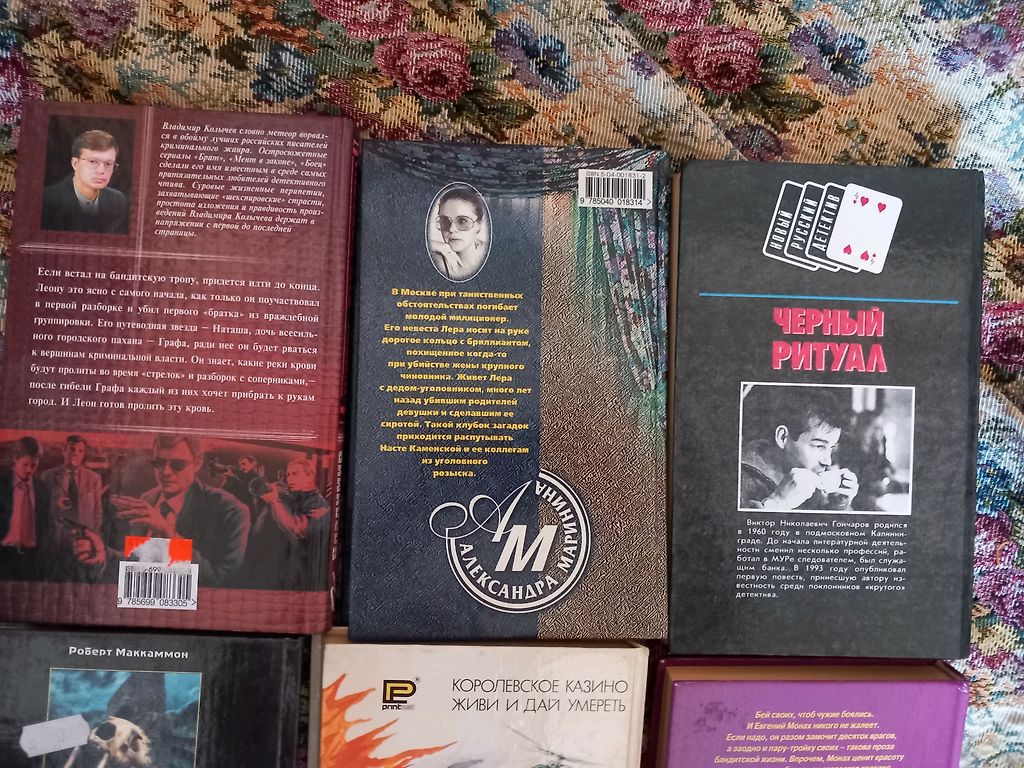 Владимир Колычев словно метеор ворвал-
ся в обойму лучших российских писателей
криминального жанра. Остросюжетные
сериалы «Брат», «Мент в законе», «Боец»
сделали его имя известным в среде самых
притязательных любителей детективного
чтива. Суровые жизненные перипетии,
захватывающие «шекспировские» страсти,
простота изложения и правдивость произ-
ведений Владимира Колычева держат в
напряжении с первой до последней
страницы.
Если встал на бандитскую тропу, придется идти до конца.
Леону это ясно с самого начала, как только он поучаствовал
в первой разборке и убил первого «братка» из враждебной
группировки. Его путеводная звезда – Наташа, дочь всесиль-
ного городского пахана – Графа, ради нее он будет рваться
к вершинам криминальной власти. Он знает, какие реки крови
будут пролиты во время «стрелок» и разборок с соперниками,–
после гибели Графа каждый из них хочет прибрать к рукам
город. И Леон готов пролить эту кровь.
9 785699 083305
ISBN 5-04-001831-2
9 785040 018314
В Москве при таинственных
обстоятельствах погибает
молодой милиционер.
Его невеста Лера носит на руке
дорогое кольцо с бриллиантом,
похищенное когда-то
при убийстве жены крупного
чиновника. Живет Лера
с дедом-уголовником, много лет
назад убившим родителей
девушки и сделавшим ее
сиротой. Такой клубок загадок
приходится распутывать
Насте Каменской и ее коллегам
из уголовного
розыска.
АМ
АЛЕКСАНДРА МАРИНИНА
НОВЫЙ
РУССКИЙ
ДЕТЕКТИВ
ЧЕРНЫЙ
РИТУАЛ
Виктор Николаевич Гончаров родился
в 1960 году в подмосковном Калинин-
граде. До начала литературной деятель-
ности сменил несколько профессий, ра-
ботал в МУРе следователем, был служа-
щим банка. В 1993 году опубликовал
первую повесть, принесшую автору из-
вестность среди поклонников «крутого»
детектива.
Роберт Маккаммон
print
КОРОЛЕВСКОЕ КАЗИНО
ЖИВИ И ДАЙ УМЕРЕТЬ
Бей своих, чтоб чужие боялись.
И Евгений Монах никого не жалеет.
Если надо, он разом замочит десяток врагов,
а заодно и пару-тройку своих – такова проза
бандитской жизни. Впрочем, Монах ценит красоту